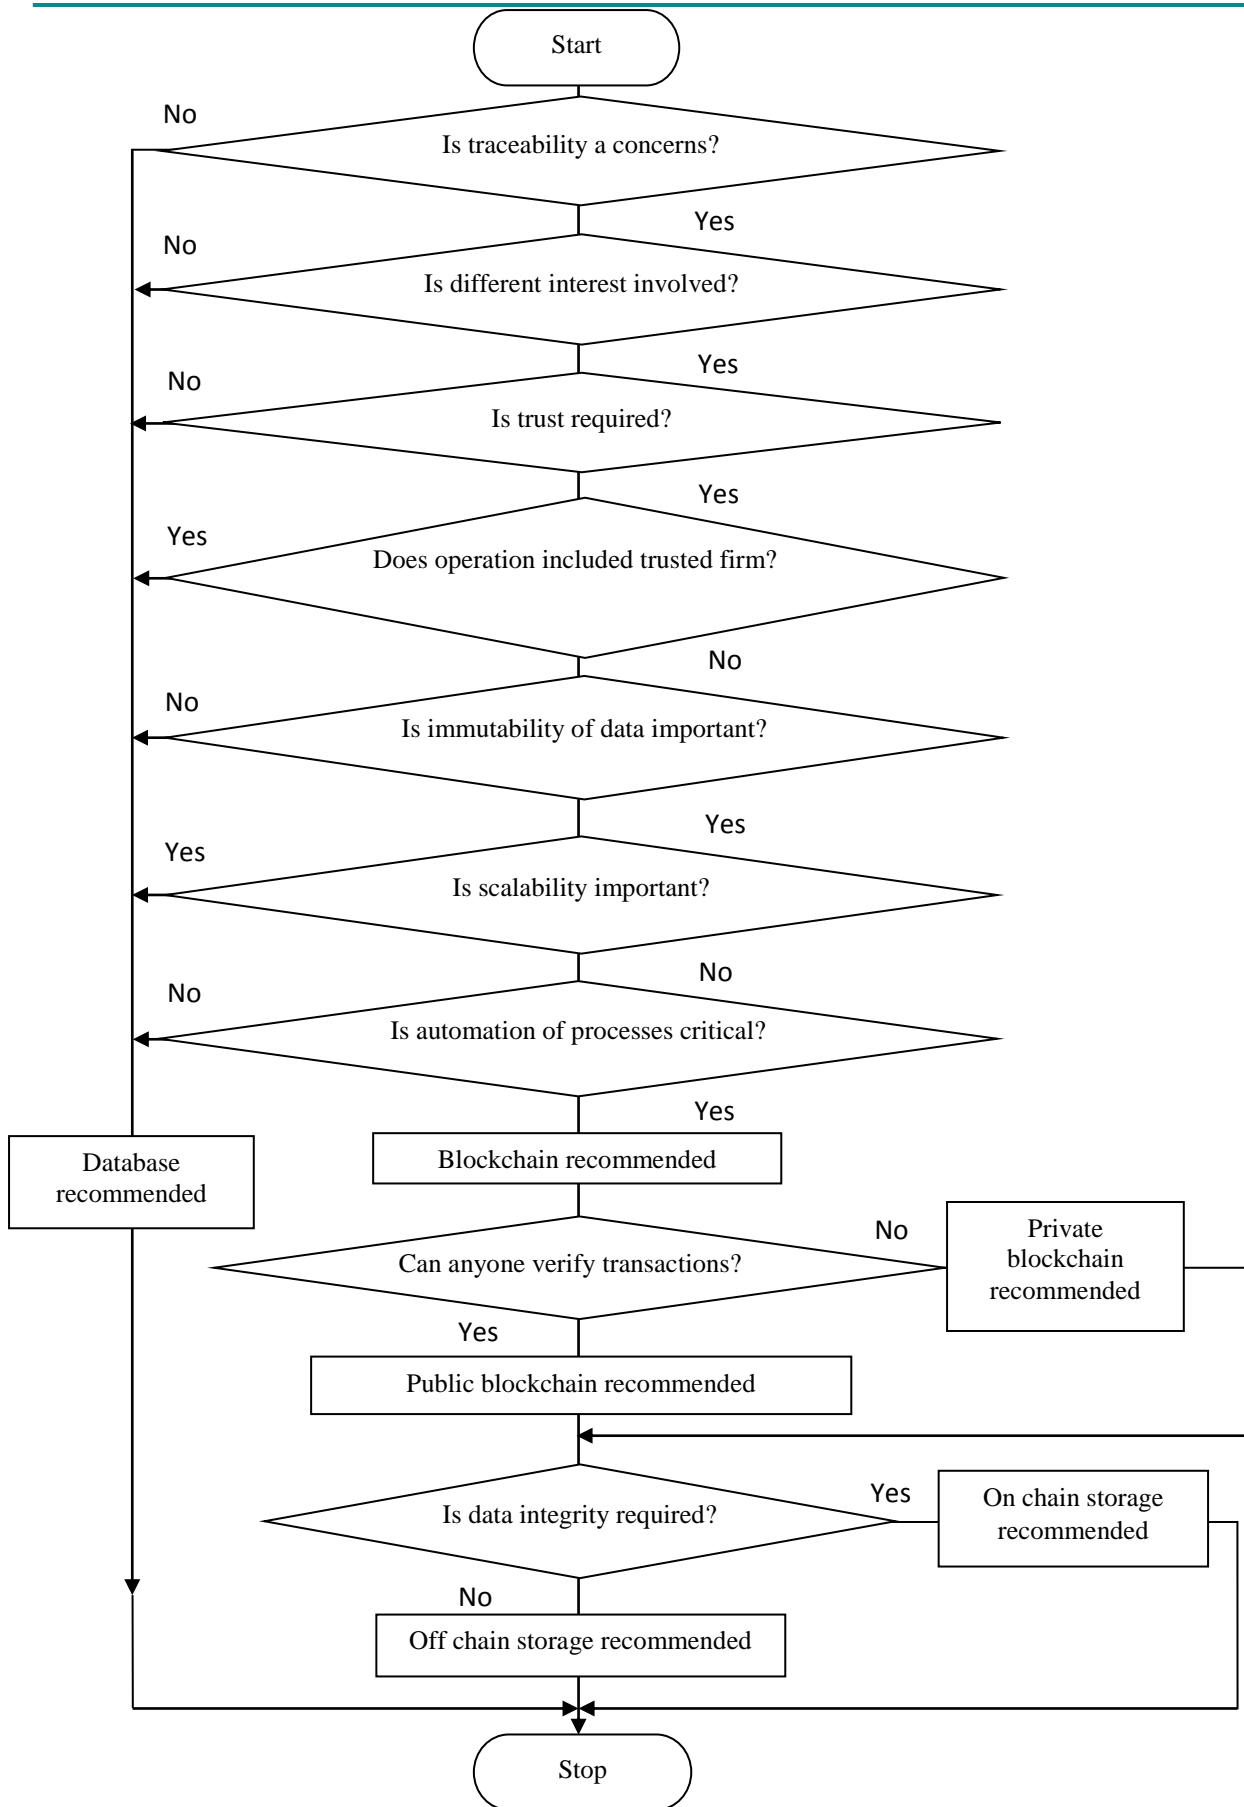 Start
No
Is traceability a concerns?
Yes
No
Is different interest involved?
Yes
No
Is trust required?
Yes
Yes
Does operation included trusted firm?
No
No
Is immutability of data important?
Yes
Yes
Is scalability important?
No
No
Is automation of processes critical?
Yes
Database
recommended
Blockchain recommended
Can anyone verify transactions?
No
Private
blockchain
recommended
Yes
Public blockchain recommended
Is data integrity required?
Yes
On chain storage
recommended
No
Off chain storage recommended
Stop